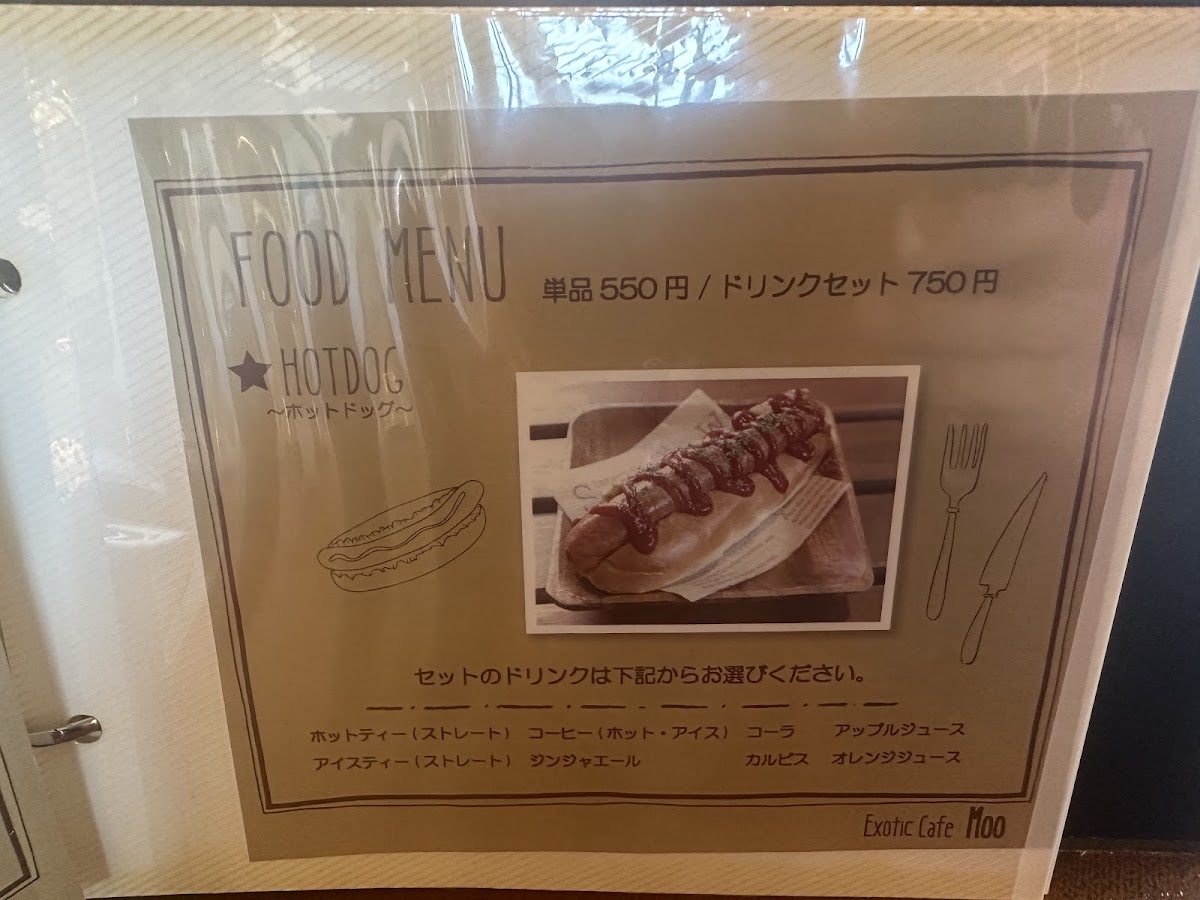 FOOD MENU
単品 550 円 / ドリンクセット 750 円
★ HOTDOG
〜ホットドッグ〜
セットのドリンクは下記からお選びください。
ホットティー(ストレート) コーヒー(ホット・アイス) コーラ アップルジュース
アイスティー(ストレート) ジンジャエール カルピス オレンジジュース
Exotic Cafe Moo